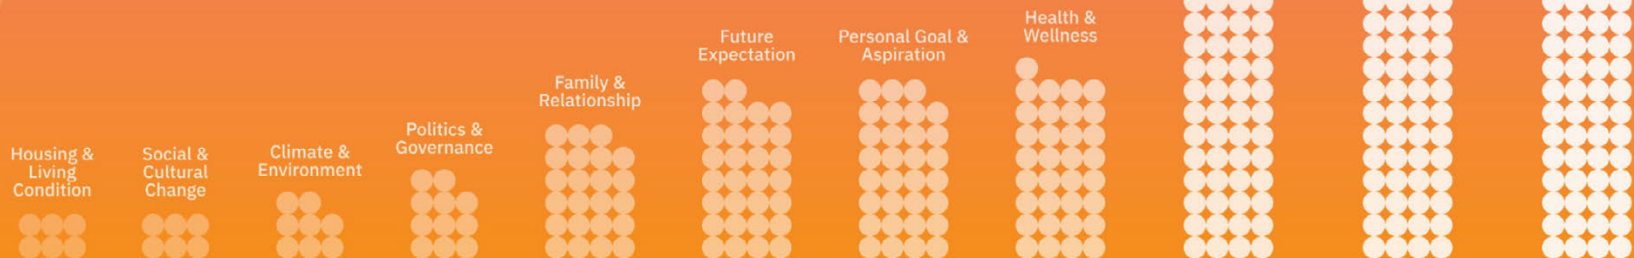 Housing &
Living
Condition
Social &
Cultural
Change
Climate &
Environment
Politics &
Governance
Family &
Relationship
Future
Expectation
Personal Goal &
Aspiration
Health &
Wellness